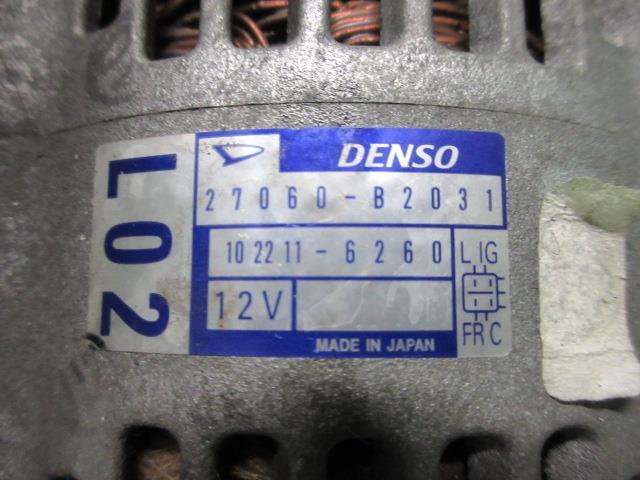 L02
DENSO
27060-B2031
102211-6260
L IG
12V
FR C
MADE IN JAPAN